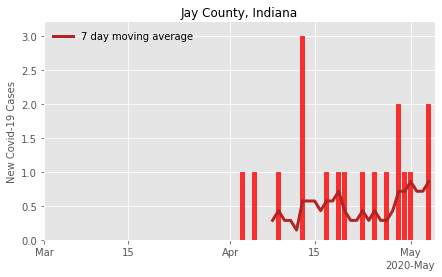 Jay County, Indiana
7 day moving average
New Covid-19 Cases
3.0
2.5
2.0
1.5
1.0
0.5
0.0
Mar 15 Apr 15 May
2020-May